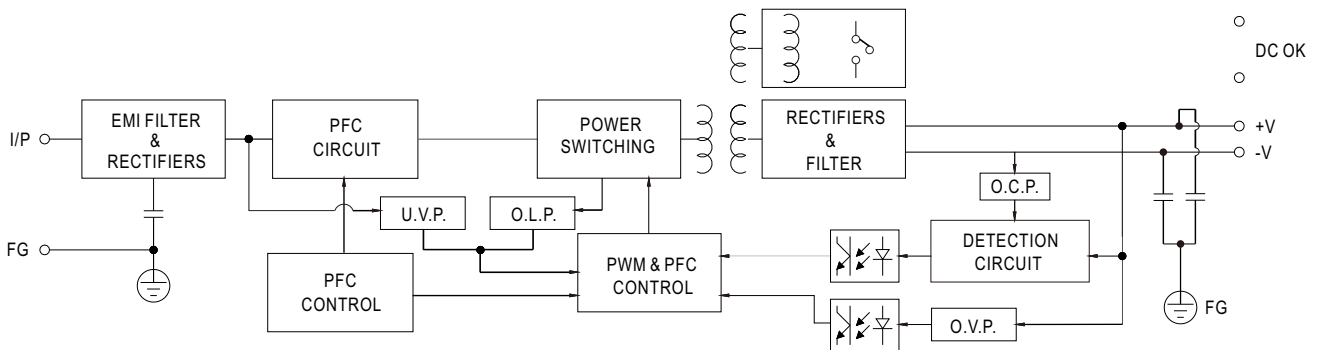 DC OK
I/P
EMI FILTER
&
RECTIFIERS
PFC
CIRCUIT
POWER
SWITCHING
RECTIFIERS
&
FILTER
+V
-V
U.V.P.
O.L.P.
O.C.P.
FG
PFC
CONTROL
PWM & PFC
CONTROL
DETECTION
CIRCUIT
O.V.P.
FG